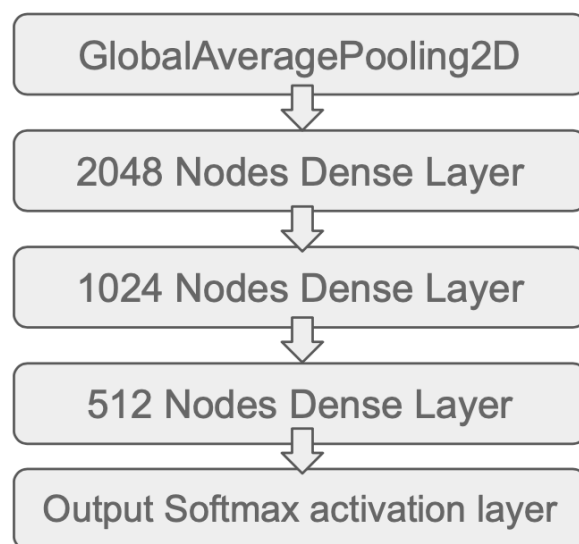 GlobalAveragePooling2D
2048 Nodes Dense Layer
1024 Nodes Dense Layer
512 Nodes Dense Layer
Output Softmax activation layer